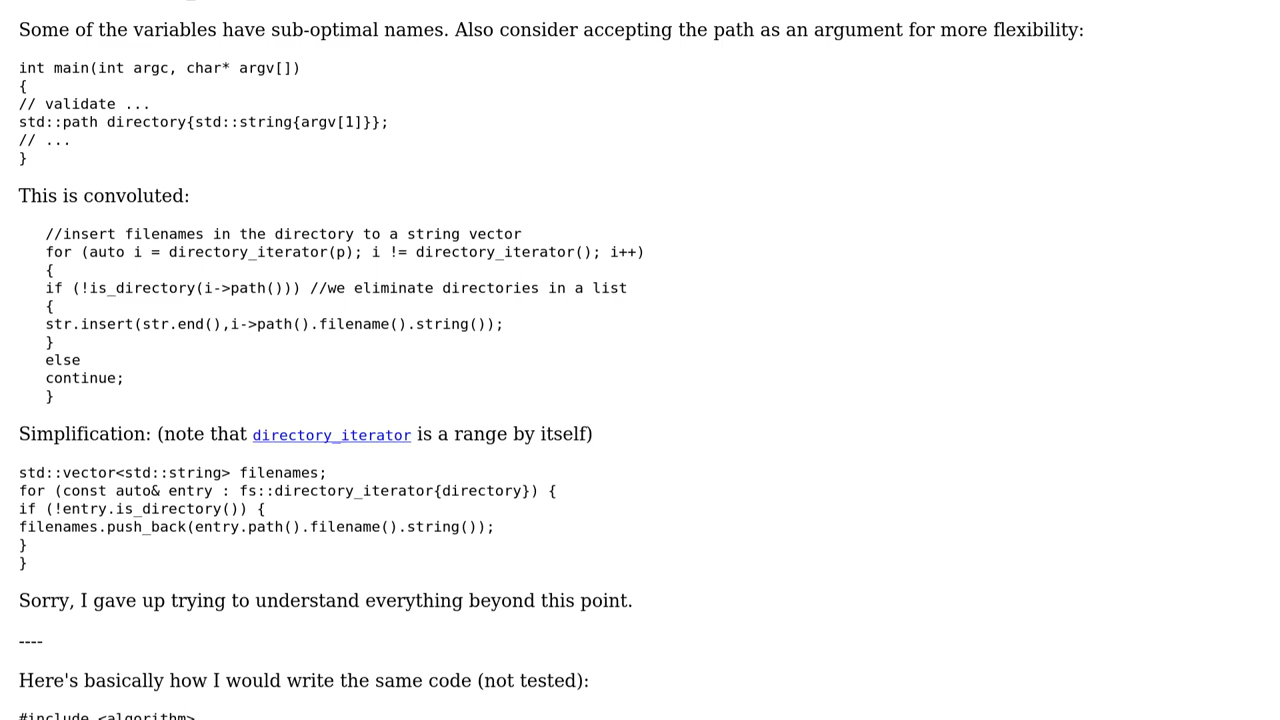 Some of the variables have sub-optimal names. Also consider accepting the path as an argument for more flexibility:
int main(int argc, char* argv[])
{
// validate ...
std::path directory{std::string{argv[1]}};
// ...
}
This is convoluted:
//insert filenames in the directory to a string vector
for (auto i = directory_iterator(p); i != directory_iterator(); i++)
{
if (!is_directory(i->path())) //we eliminate directories in a list
{
str.insert(str.end(),i->path().filename().string());
}
else
continue;
}
Simplification: (note that directory_iterator is a range by itself)
std::vector<std::string> filenames;
for (const auto& entry : fs::directory_iterator{directory}) {
if (!entry.is_directory()) {
filenames.push_back(entry.path().filename().string());
}
}
Sorry, I gave up trying to understand everything beyond this point.
----
Here's basically how I would write the same code (not tested):
#include <algorithm>